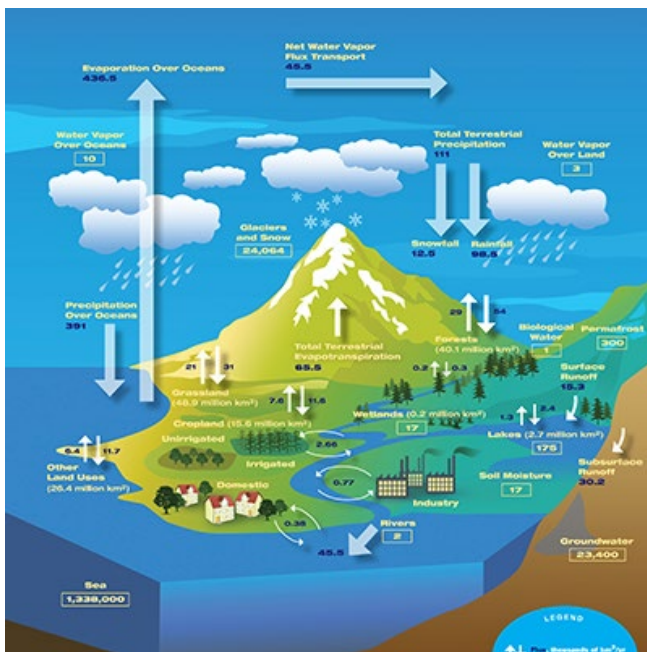 Net Water Vapor
Flux Transport
45.5
Evaporation Over Oceans
436.5
Water Vapor
Over Oceans
10
Total Terrestrial
Precipitation
111
Water Vapor
Over Land
3
Glaciers
and Snow
24,064
Snowfall
12.5
Rainfall
98.5
Precipitation
Over Oceans
391
29
54
Forests
(40.1 million km²)
Biological
Water
1
Permafrost
300
Total Terrestrial
Evapotranspiration
65.5
21
31
Grassland
(48.9 million km²)
0.2
0.3
Surface
Runoff
15.3
7.6
11.6
Cropland (15.6 million km²)
Wetlands (0.2 million km²)
17
1.3
2.4
Lakes (2.7 million km²)
175
Unirrigated
Irrigated
2.66
6.4
11.7
Other
Land Uses
(26.4 million km²)
Subsurface
Runoff
30.2
Domestic
0.77
Industry
Soil Moisture
17
0.38
Rivers
2
45.5
Groundwater
23,400
Sea
1,338,000
LEGEND